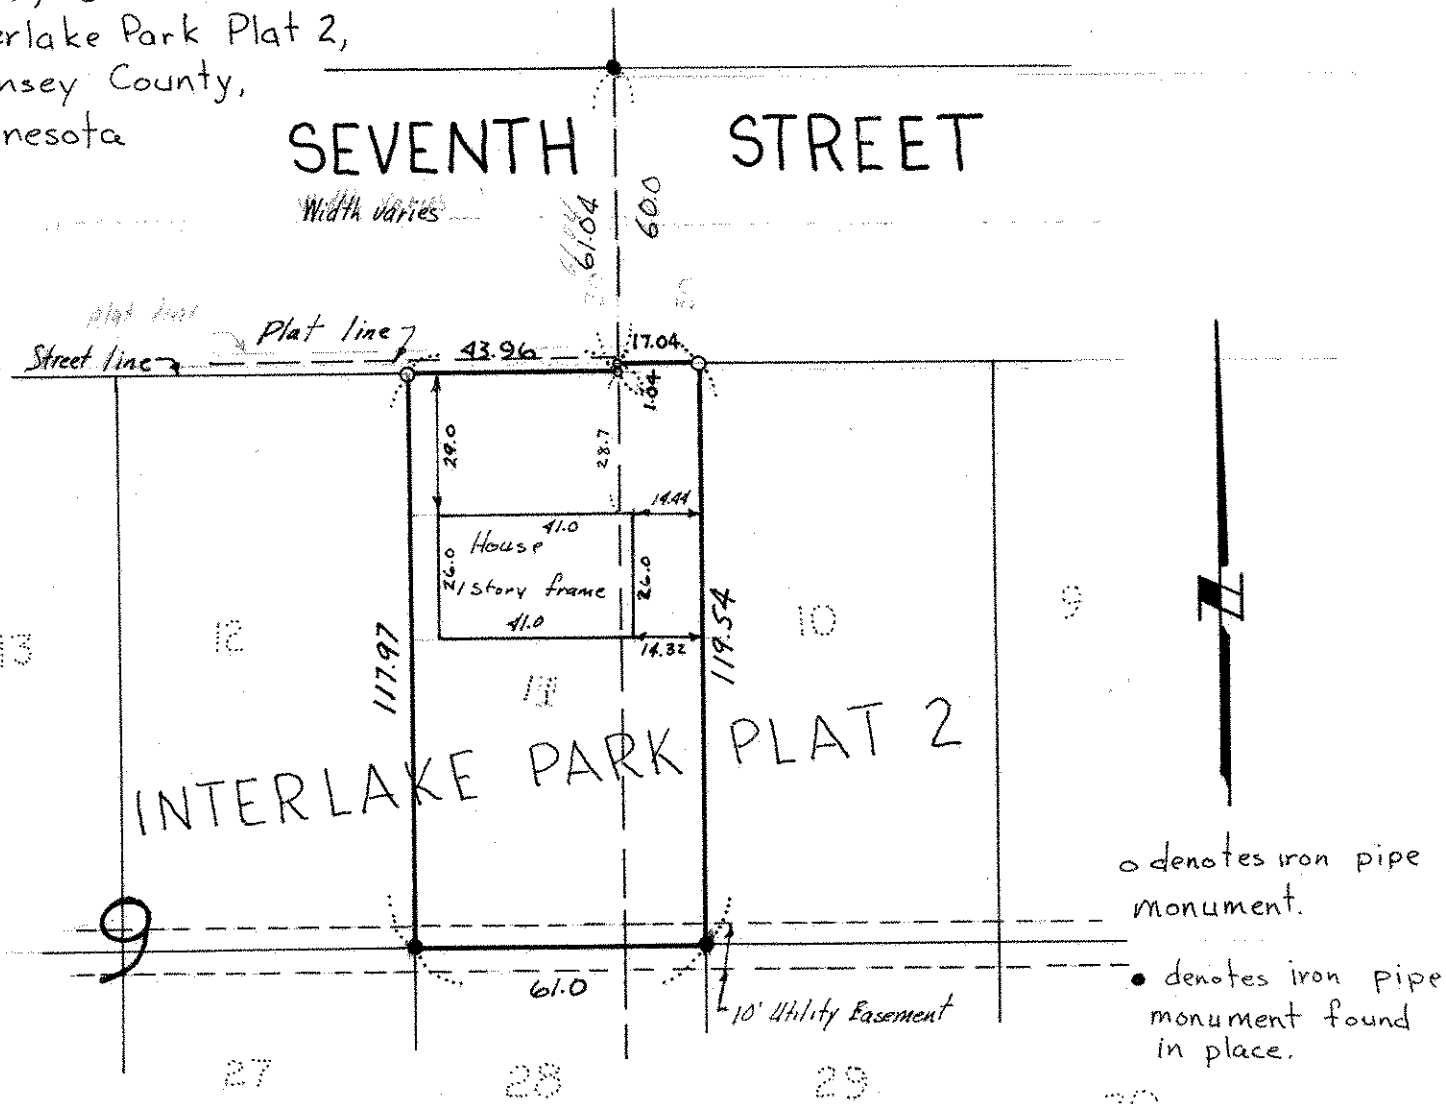 erlake Park Plat 2,
nsey County,
nesota
SEVENTH STREET
Width varies
61.04
60.0
Plat line
Plat line
Street line
43.96
17.04
1.04
29.0
28.7
14.44
41.0
House
26.0
1 story frame
26.0
41.0
14.32
117.97
119.54
13
12
11
10
9
INTERLAKE PARK PLAT 2
9
61.0
10' Utility Easement
27
28
29
o denotes iron pipe
monument.
● denotes iron pipe
monument found
in place.